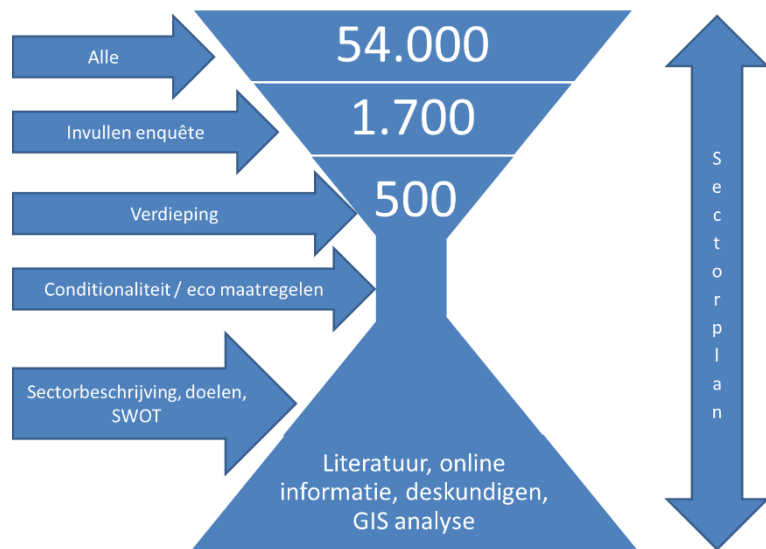 Alle
54.000
Invullen enquête
1.700
Verdieping
500
Conditionaliteit / eco maatregelen
Sectorbeschrijving, doelen,
SWOT
Literatuur, online
informatie, deskundigen,
GIS analyse
Sectorplan